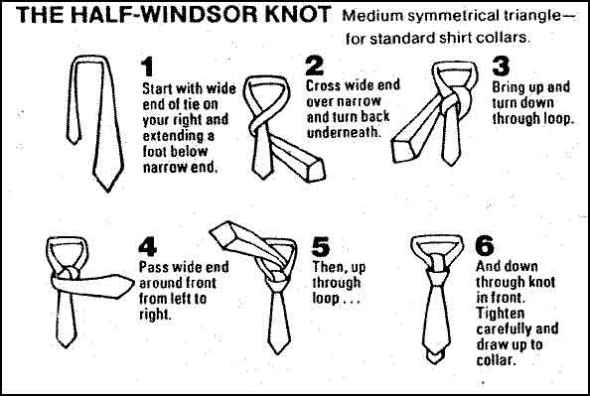 THE HALF-WINDSOR KNOT Medium symmetrical triangle—
for standard shirt collars.
1
Start with wide
end of tie on
your right and
extending a
foot below
narrow end.
2
Cross wide end
over narrow
and turn back
underneath.
3
Bring up and
turn down
through loop.
4
Pass wide end
around front
from left to
right.
5
Then, up
through
loop . . .
6
And down
through knot
in front.
Tighten
carefully and
draw up to
collar.